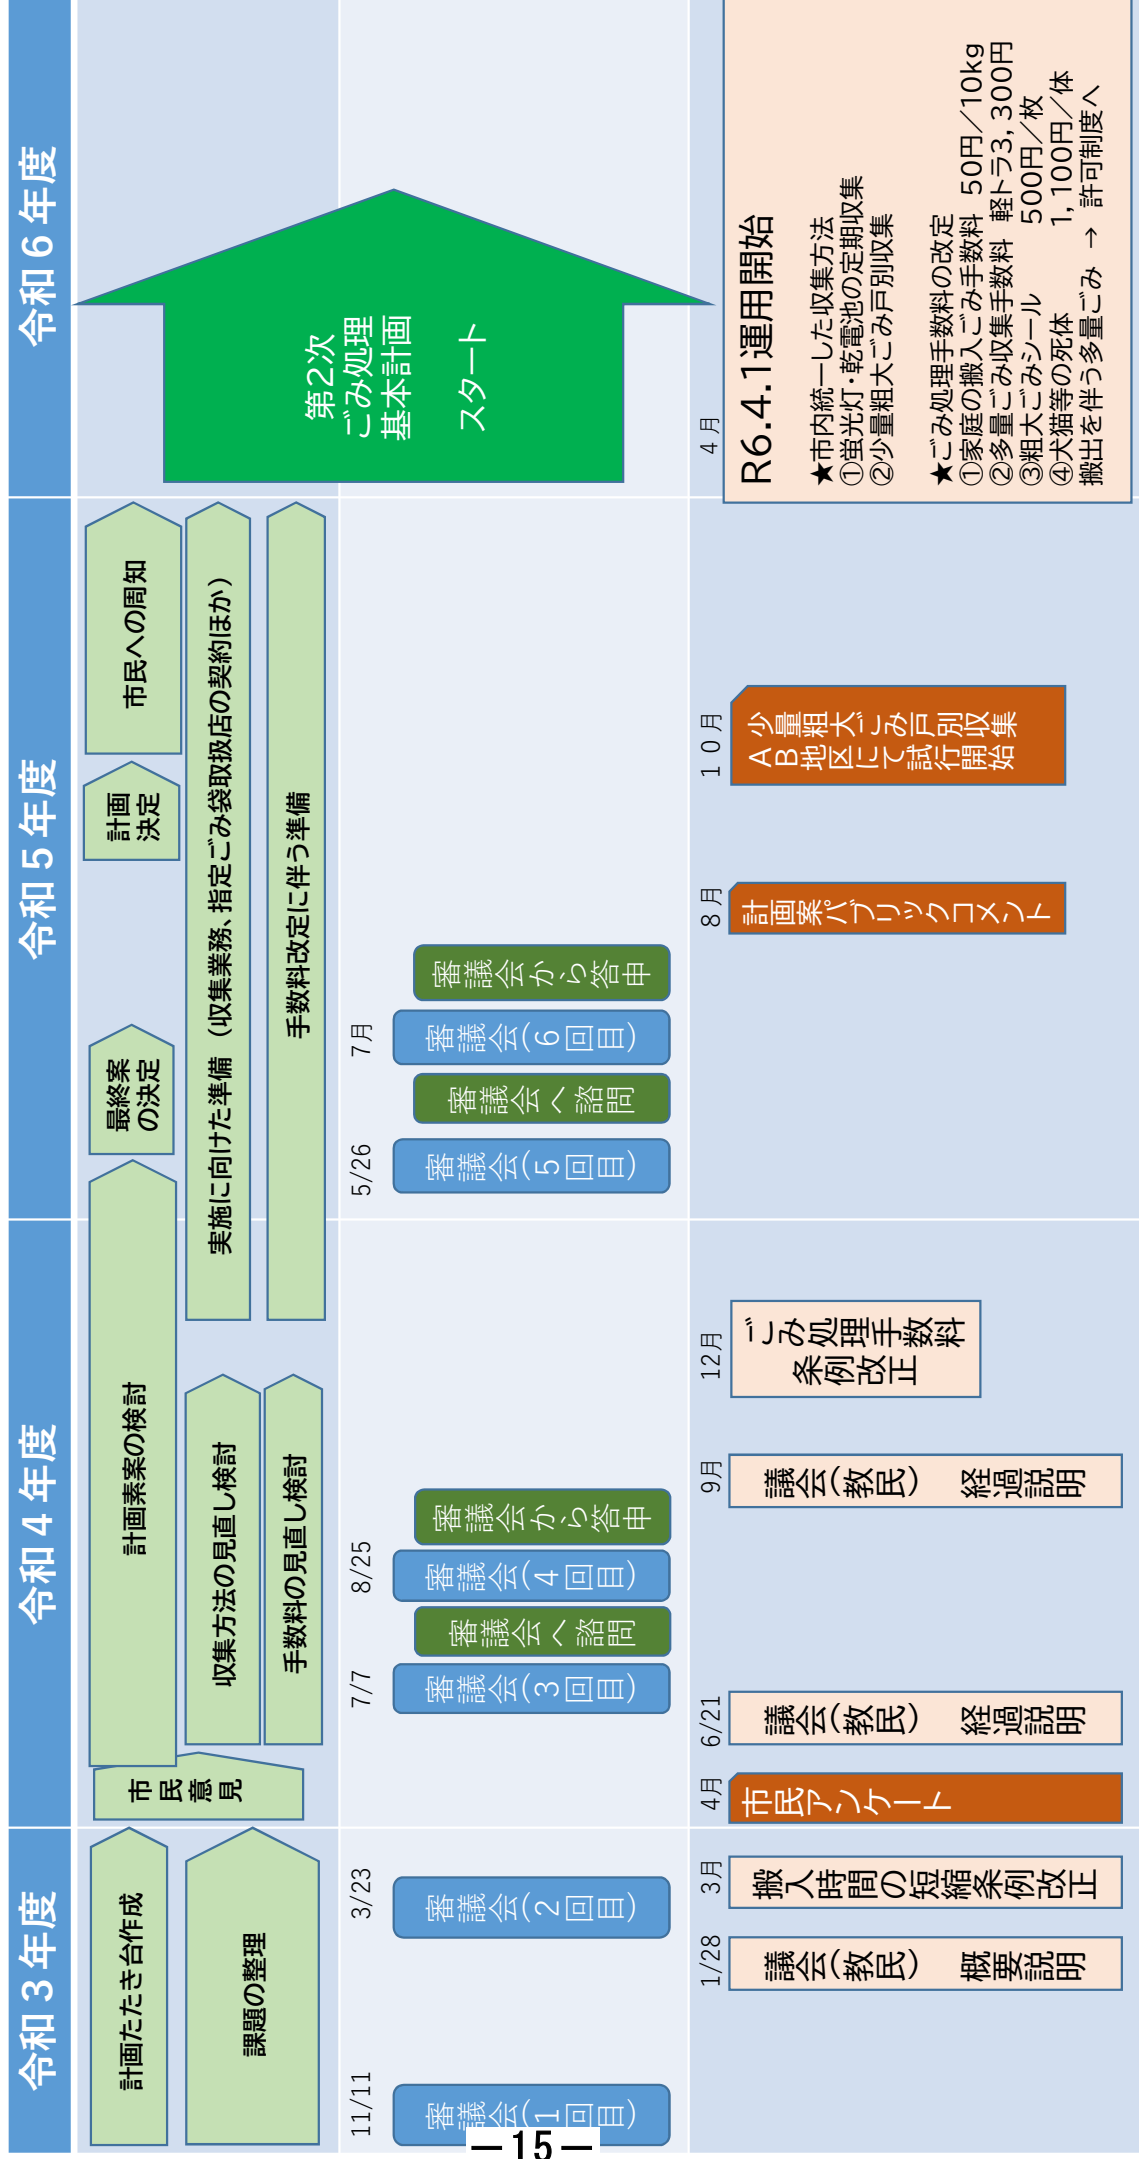 令和３年度
令和４年度
令和５年度
令和６年度
計画たたき台作成
課題の整理
市民
意見
計画素案の検討
収集方法の見直し検討
手数料の見直し検討
最終案
の決定
計画
決定
市民への周知
実施に向けた準備（収集業務、指定ごみ袋取扱店の契約ほか）
手数料改定に伴う準備
第2次
ごみ処理
基本計画
スタート
11/11
審議会(1回目)
3/23
審議会(2回目)
7/7
審議会(3回目)
審議会へ諮問
8/25
審議会(4回目)
審議会から答申
5/26
審議会(5回目)
審議会へ諮問
7月
審議会(6回目)
審議会から答申
1/28
議会(教民)　概要説明
3月
搬入時間の短縮条例改正
4月
市民アンケート
6/21
議会(教民)　経過説明
9月
議会(教民)　経過説明
12月
ごみ処理手数料
条例改正
8月
計画案パブリックコメント
１０月
少量粗大ごみ戸別収集
AB地区にて試行開始
4月
R6.4.1運用開始
★市内統一した収集方法
①蛍光灯・乾電池の定期収集
②少量粗大ごみ戸別収集
★ごみ処理手数料の改定
①家庭の搬入ごみ手数料　50円／10kg
②多量ごみ収集手数料　軽トラ3,300円
③粗大ごみシール　500円／枚
④犬猫等の死体　1,100円／体
搬出を伴う多量ごみ　→　許可制度へ
－15－